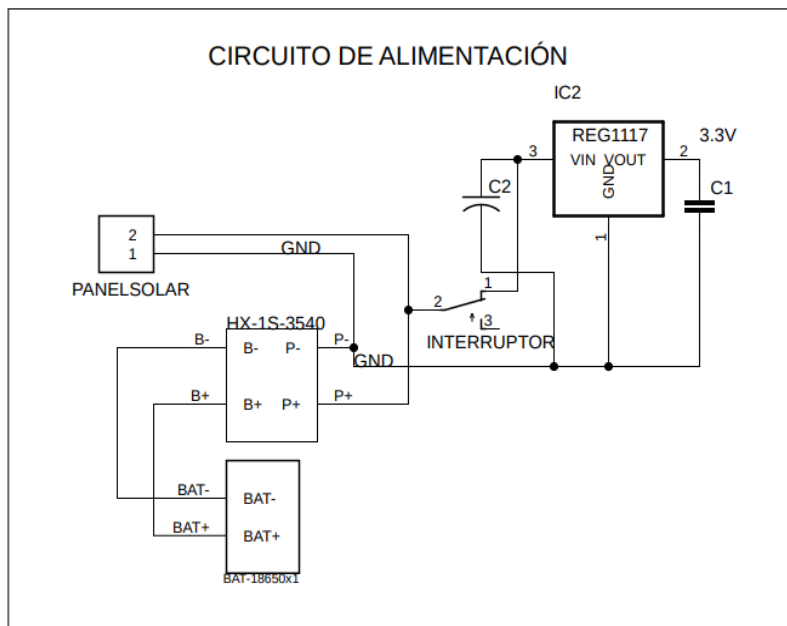 CIRCUITO DE ALIMENTACIÓN
IC2
REG1117
3.3V
3
VIN VOUT
2
GND
C2
C1
1
2
1
GND
PANELSOLAR
1
2
3
INTERRUPTOR
HX-1S-3540
B-
B-
P-
P-
GND
B+
B+
P+
P+
BAT-
BAT-
BAT+
BAT+
BAT-18650x1